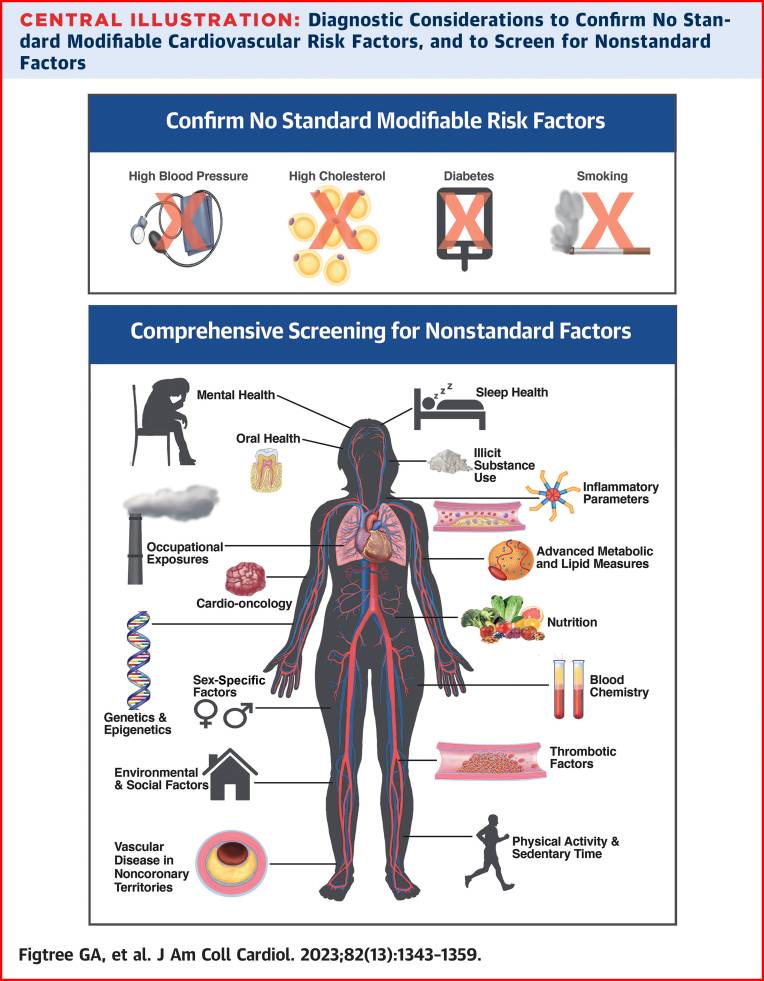 CENTRAL ILLUSTRATION: Diagnostic Considerations to Confirm No Stan-
dard Modifiable Cardiovascular Risk Factors, and to Screen for Nonstandard
Factors
Confirm No Standard Modifiable Risk Factors
High Blood Pressure
High Cholesterol
Diabetes
Smoking
X
X
X
X
Comprehensive Screening for Nonstandard Factors
Mental Health
z z z
Sleep Health
Oral Health
Illicit
Substance
Use
Inflammatory
Parameters
Occupational
Exposures
Advanced Metabolic
and Lipid Measures
Cardio-oncology
Nutrition
Sex-Specific
Factors
Blood
Chemistry
Genetics &
Epigenetics
Thrombotic
Factors
Environmental
& Social Factors
Physical Activity &
Sedentary Time
Vascular
Disease in
Noncoronary
Territories
Figtree GA, et al. J Am Coll Cardiol. 2023;82(13):1343-1359.